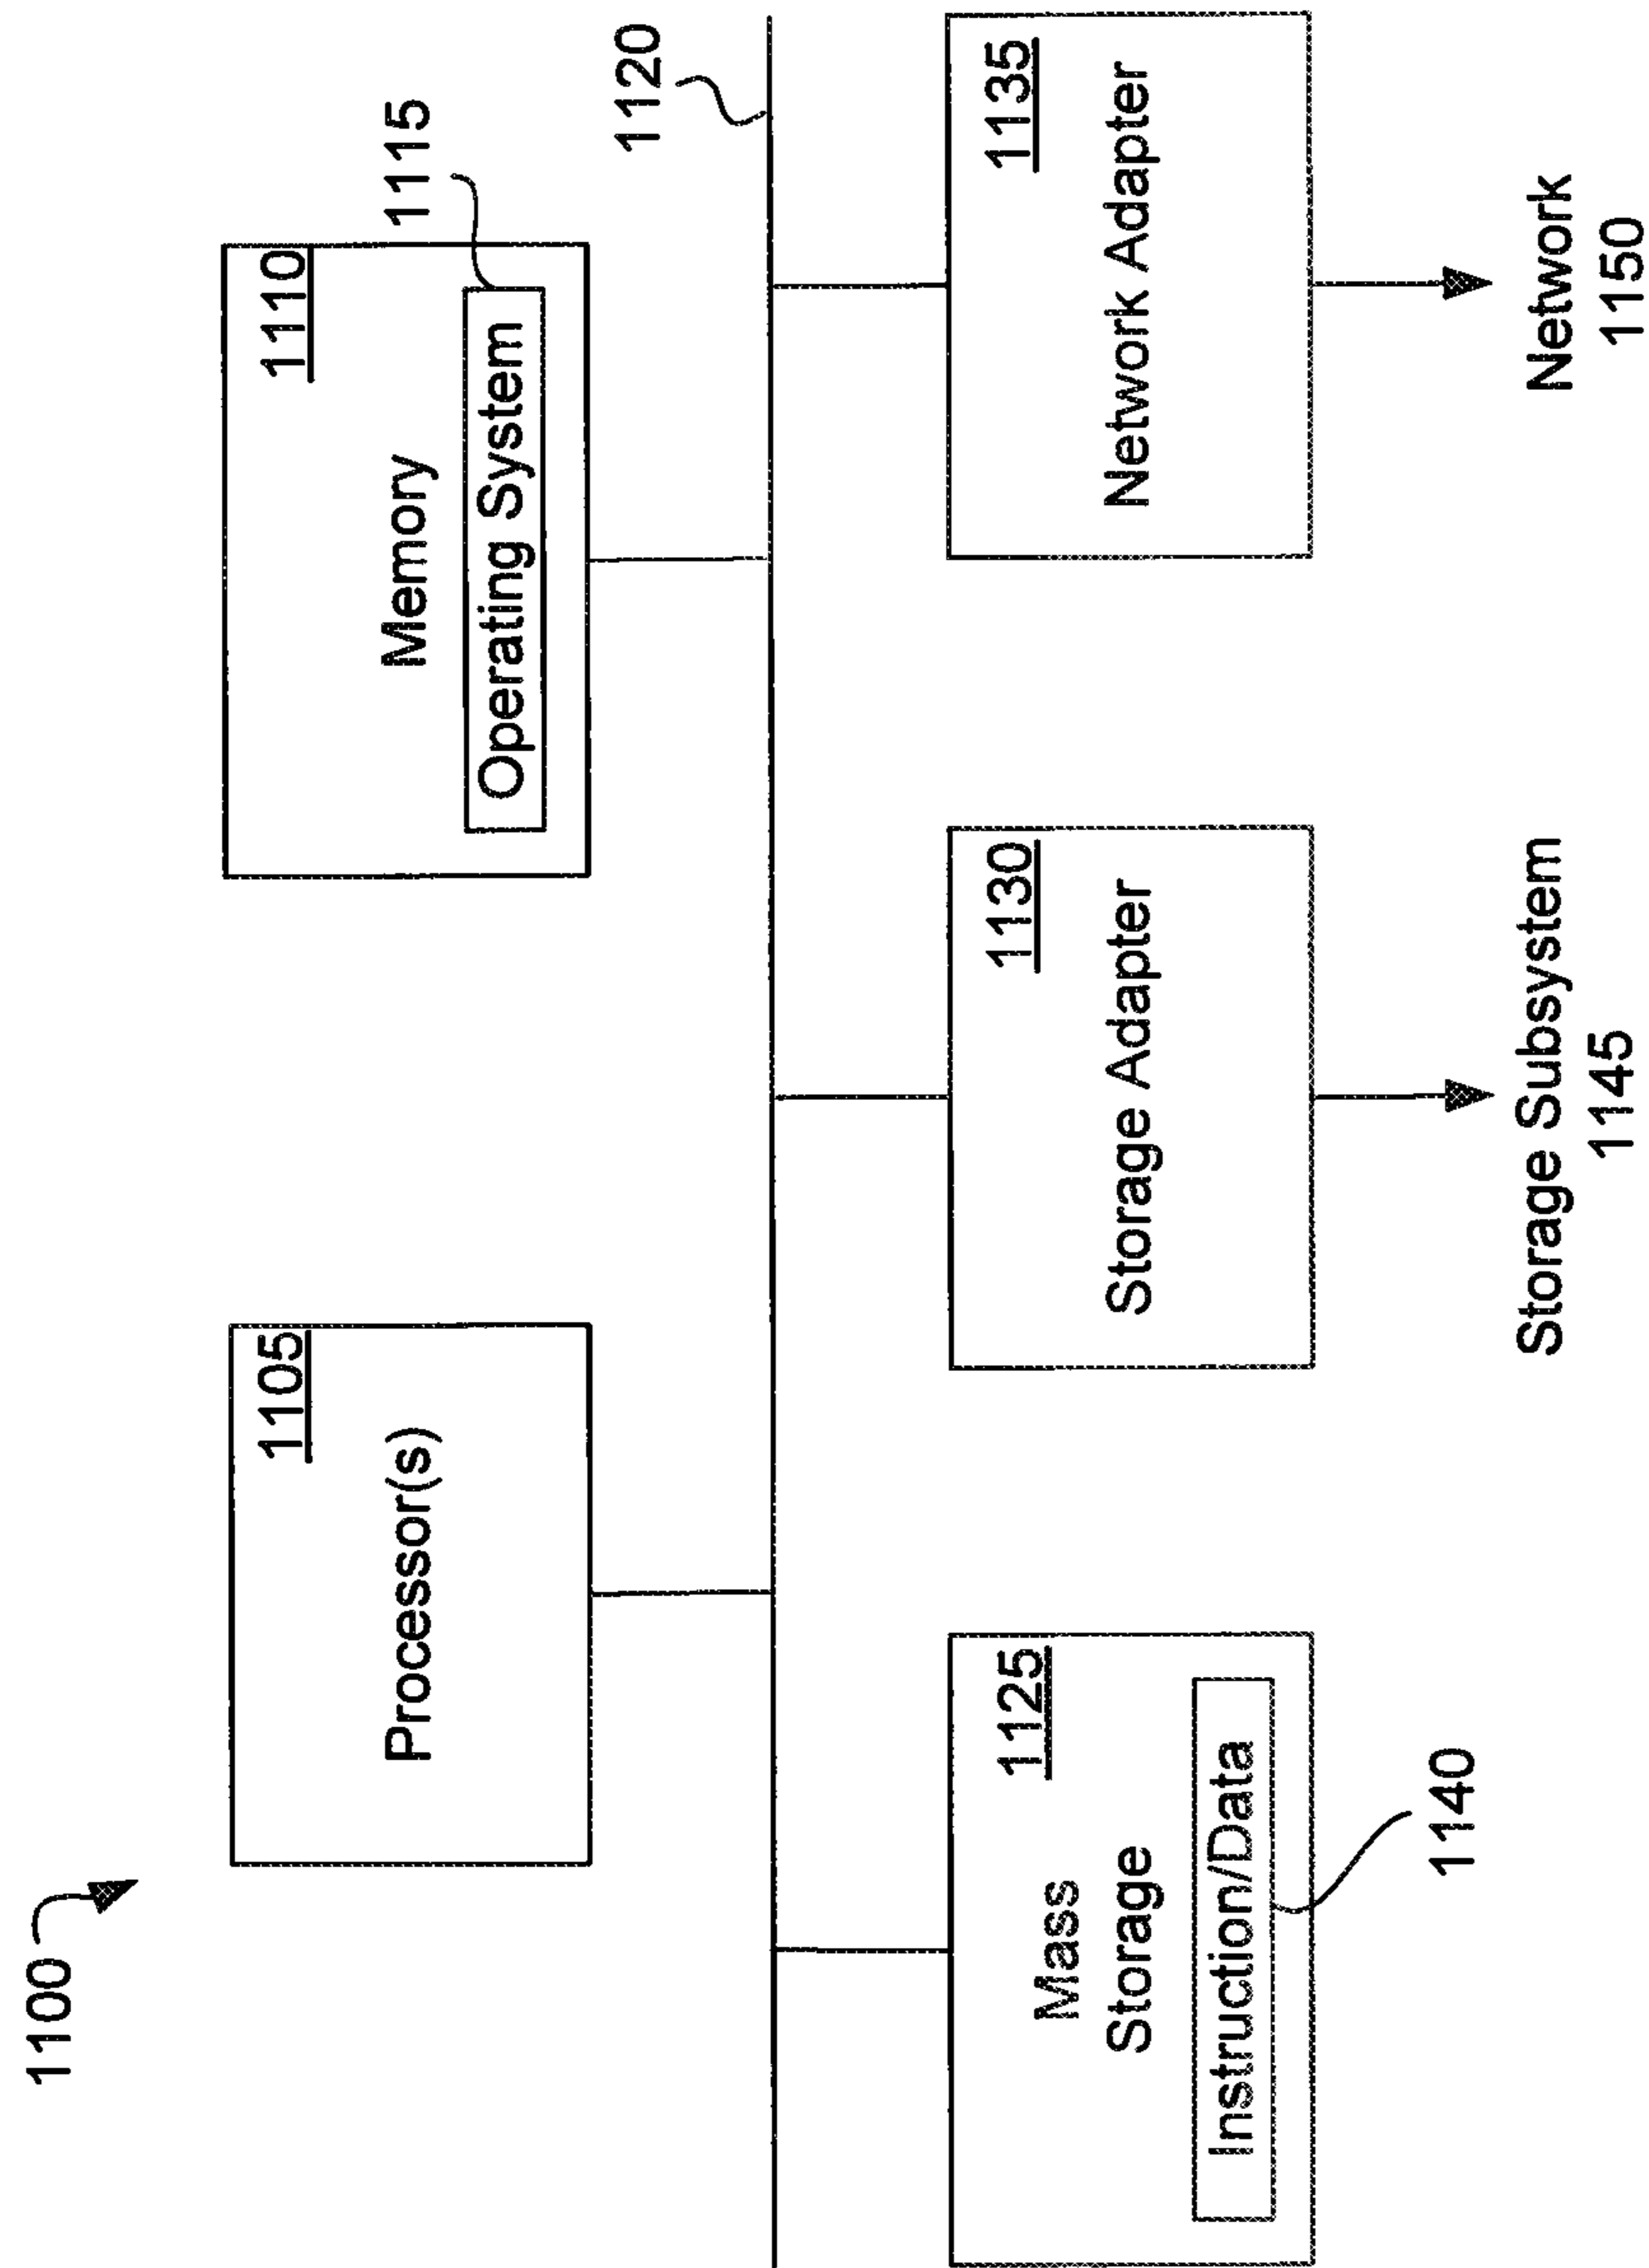 1100
1105
Processor(s)
1110
Memory
Operating System
1115
1120
1125
Mass
Storage
Instruction/Data
1140
1130
Storage Adapter
Storage Subsystem
1145
1135
Network Adapter
Network
1150